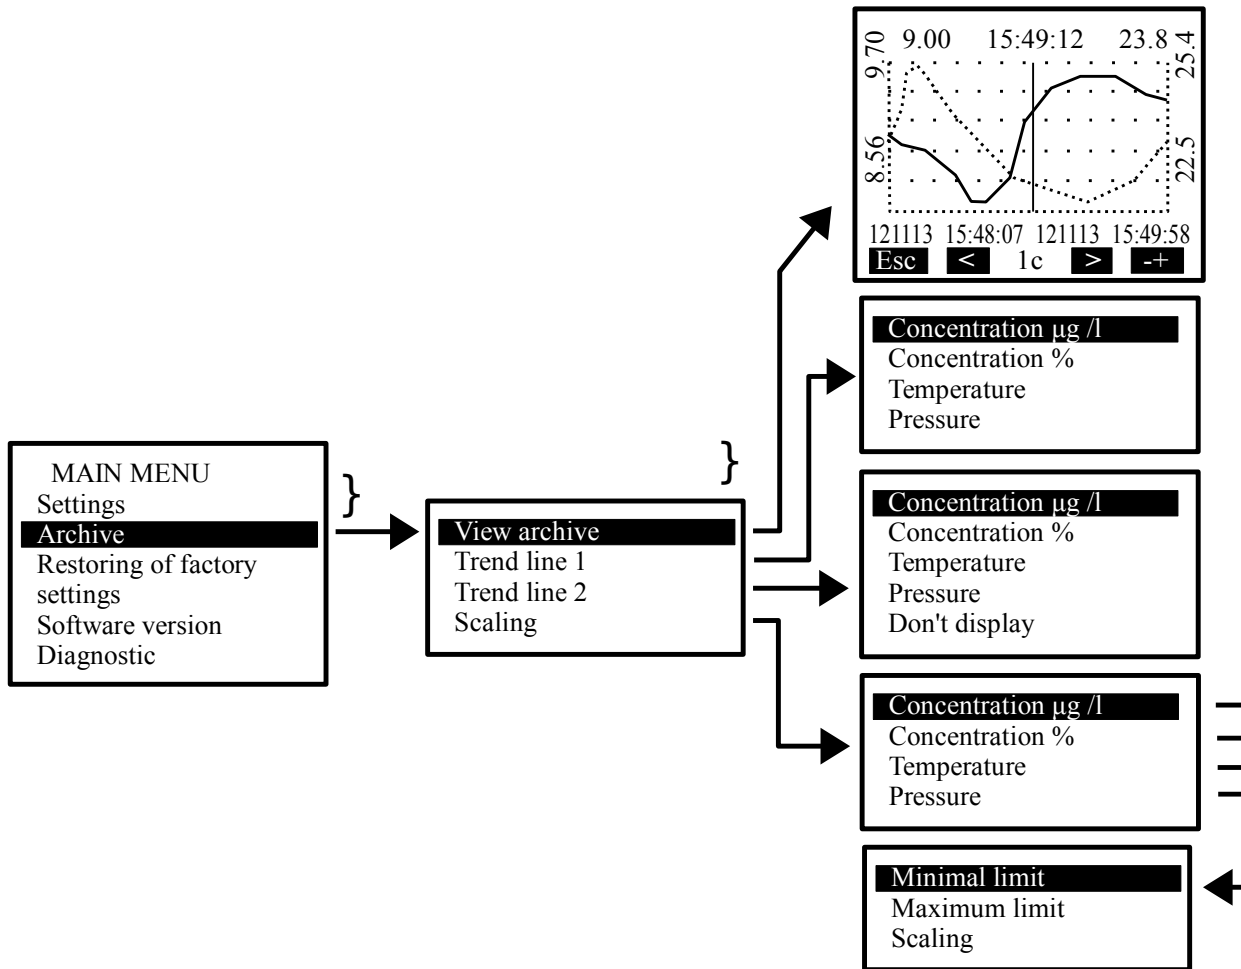 9.00 15:49:12 23.8
9.70
25.4
8.56
22.5
121113 15:48:07 121113 15:49:58
Esc < 1c > -+
Concentration μg /l
Concentration %
Temperature
Pressure
MAIN MENU
Settings
Archive
Restoring of factory
settings
Software version
Diagnostic
}
}
View archive
Trend line 1
Trend line 2
Scaling
Concentration μg /l
Concentration %
Temperature
Pressure
Don't display
Concentration μg /l
Concentration %
Temperature
Pressure
Minimal limit
Maximum limit
Scaling